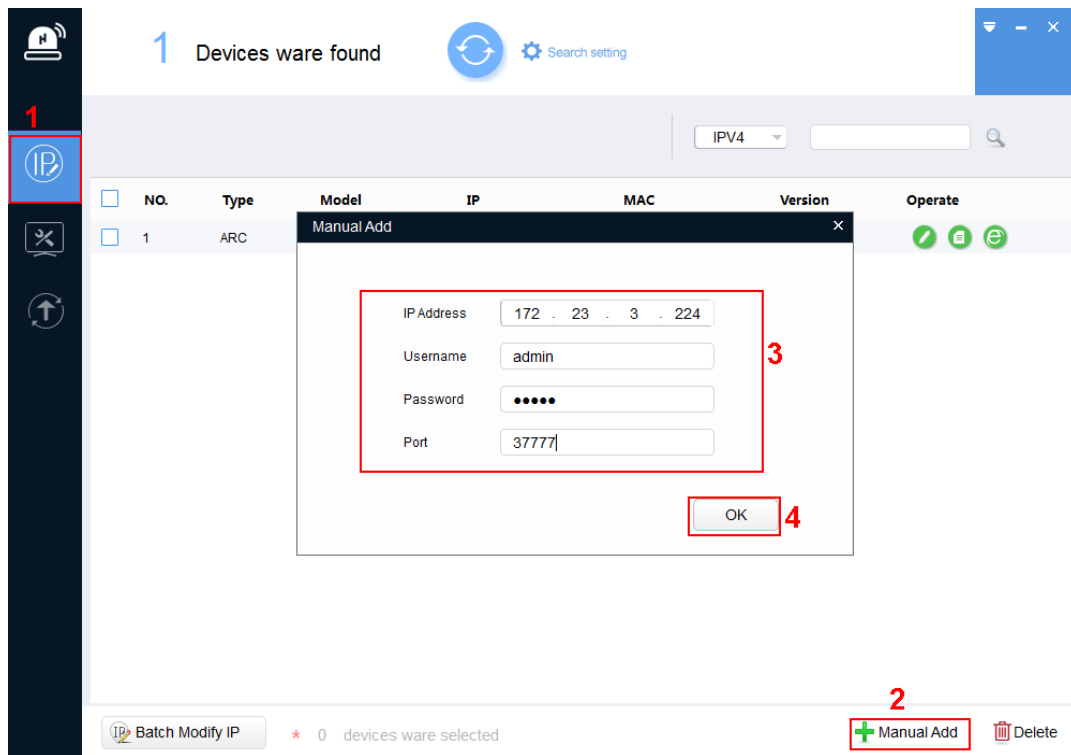 1 Devices ware found
Search setting
1
IP
IPV4
NO. Type Model IP MAC Version Operate
1 ARC
Manual Add
IP Address 172 . 23 . 3 . 224
Username admin
3
Password •••••
Port 37777
OK
4
2
IP Batch Modify IP
* 0 devices ware selected
Manual Add
Delete